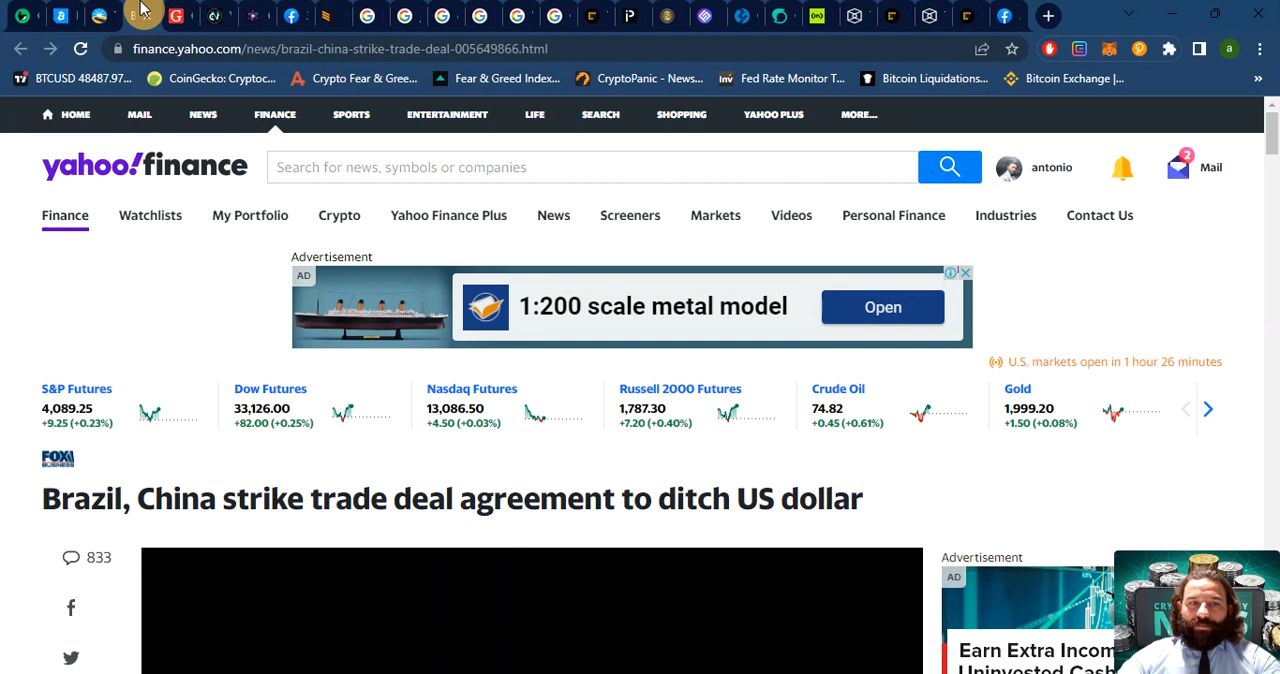 finance.yahoo.com/news/brazil-china-strike-trade-deal-005649866.html
a
BTCUSD 48487.97...
CoinGecko: Cryptoc...
Crypto Fear & Gree...
Fear & Greed Index...
CryptoPanic - News...
Fed Rate Monitor T...
Bitcoin Liquidations...
Bitcoin Exchange |...
»
HOME
MAIL
NEWS
FINANCE
SPORTS
ENTERTAINMENT
LIFE
SEARCH
SHOPPING
YAHOO PLUS
MORE...
yahoo!finance
Search for news, symbols or companies
antonio
2
Mail
Finance
Watchlists
My Portfolio
Crypto
Yahoo Finance Plus
News
Screeners
Markets
Videos
Personal Finance
Industries
Contact Us
Advertisement
AD
1:200 scale metal model
Open
U.S. markets open in 1 hour 26 minutes
S&P Futures
4,089.25
+9.25 (+0.23%)
Dow Futures
33,126.00
+82.00 (+0.25%)
Nasdaq Futures
13,086.50
+4.50 (+0.03%)
Russell 2000 Futures
1,787.30
+7.20 (+0.40%)
Crude Oil
74.82
+0.45 (+0.61%)
Gold
1,999.20
+1.50 (+0.08%)
FOX
BUSINESS
Brazil, China strike trade deal agreement to ditch US dollar
833
Advertisement
AD
Earn Extra Incom
Uninvested Cash